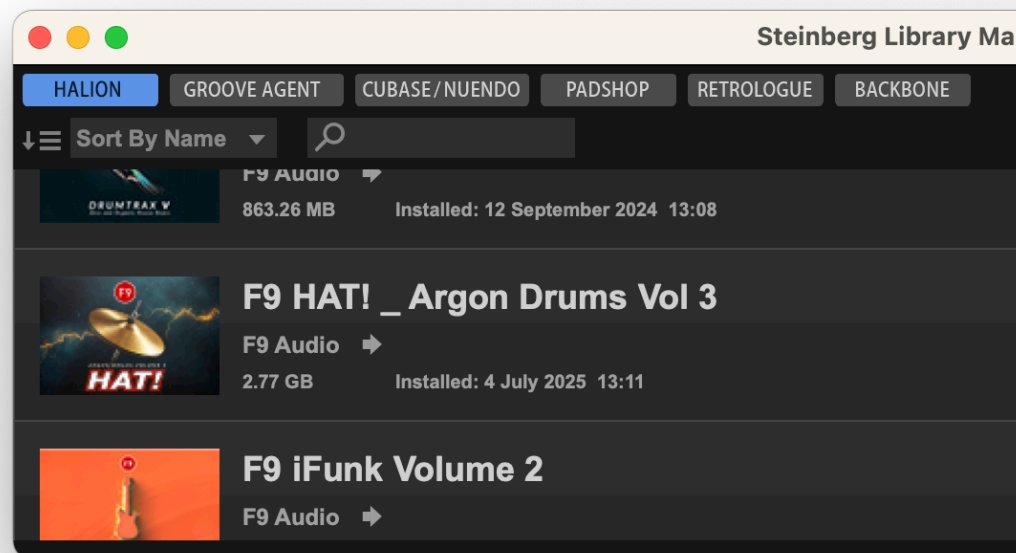 Steinberg Library Ma
HALION
GROOVE AGENT
CUBASE/NUENDO
PADSHOP
RETROLOGUE
BACKBONE
Sort By Name
DRUMTRAX V
F9 Audio
863.26 MB
Installed: 12 September 2024 13:08
F9
HAT!
F9 HAT! _ Argon Drums Vol 3
F9 Audio
2.77 GB
Installed: 4 July 2025 13:11
F9
F9 iFunk Volume 2
F9 Audio